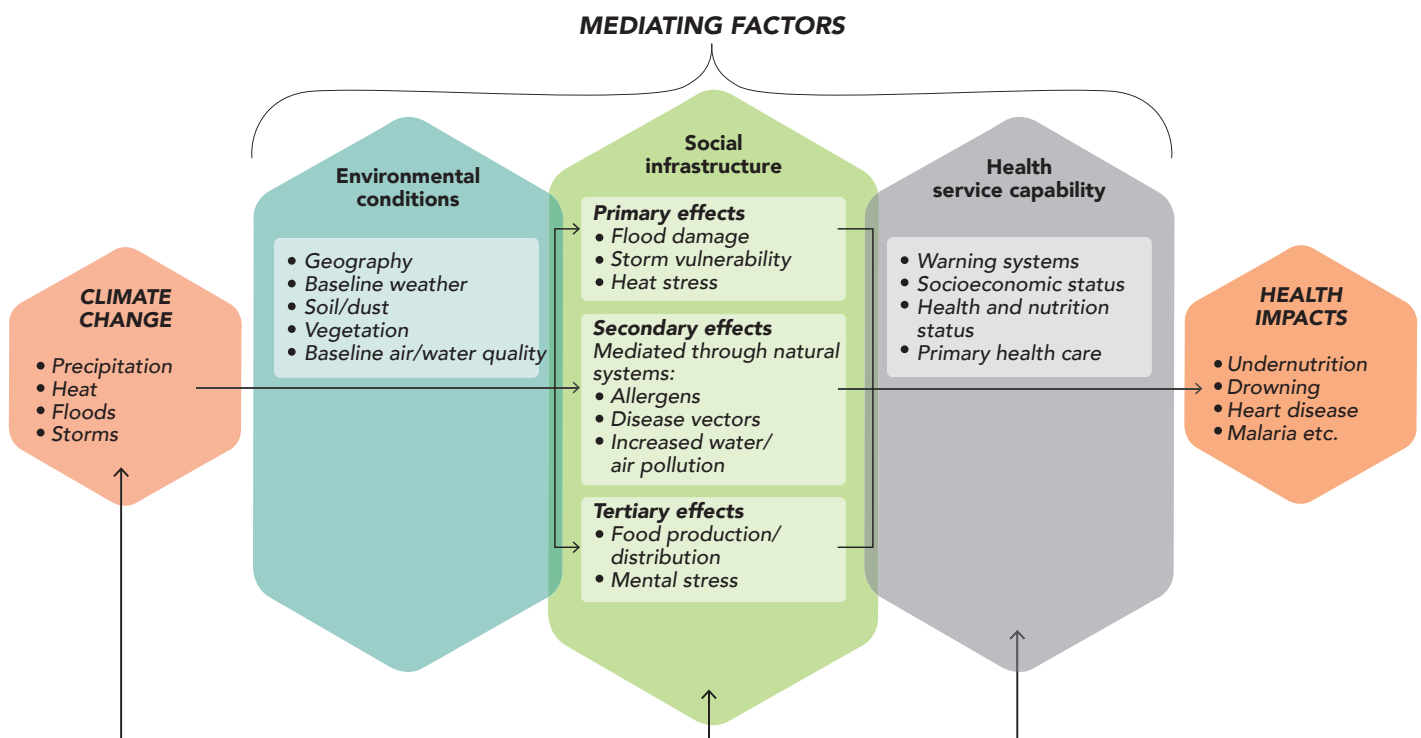 MEDIATING FACTORS
CLIMATE
CHANGE
• Precipitation
• Heat
• Floods
• Storms
Environmental
conditions
• Geography
• Baseline weather
• Soil/dust
• Vegetation
• Baseline air/water quality
Social
infrastructure
Primary effects
• Flood damage
• Storm vulnerability
• Heat stress
Secondary effects
Mediated through natural
systems:
• Allergens
• Disease vectors
• Increased water/
air pollution
Tertiary effects
• Food production/
distribution
• Mental stress
Health
service capability
• Warning systems
• Socioeconomic status
• Health and nutrition
status
• Primary health care
HEALTH
IMPACTS
• Undernutrition
• Drowning
• Heart disease
• Malaria etc.